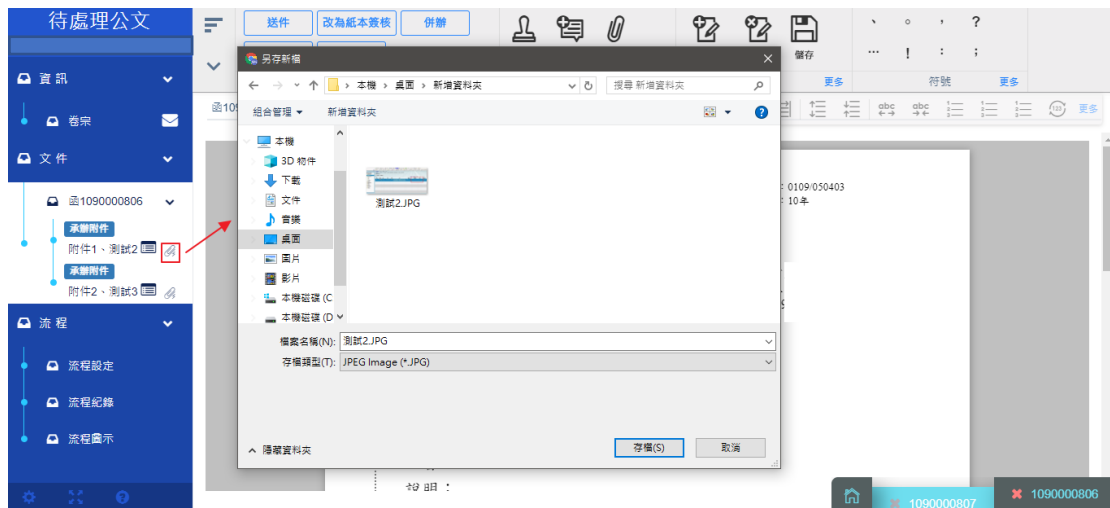 待處理公文
資訊
卷宗
文件
函1090000806
承辦附件
附件1、測試2
承辦附件
附件2、測試3
流程
流程設定
流程紀錄
流程圖示
送件
改為紙本簽核
併辦
儲存
、 。 , ?
… ! : ;
更多
符號
更多
函109
abc
abc
更多
另存新檔
本機 › 桌面 › 新增資料夾
搜尋 新增資料夾
組合管理
新增資料夾
本機
3D 物件
下載
文件
音樂
桌面
圖片
影片
本機磁碟 (C
本機磁碟 (D
測試2.JPG
檔案名稱(N):
測試2.JPG
存檔類型(T):
JPEG Image (*.JPG)
隱藏資料夾
存檔(S)
取消
: 0109/050403
: 10年
說明：
1090000807
1090000806